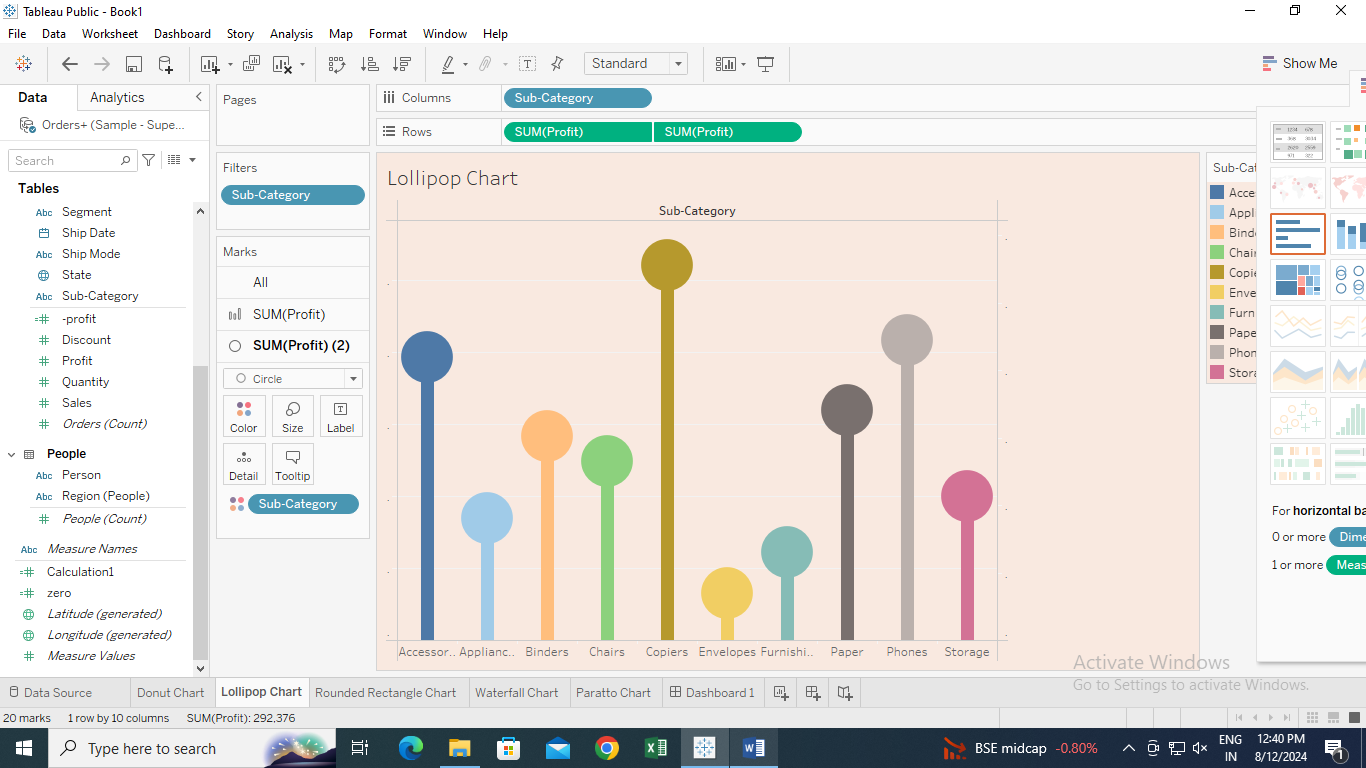 Tableau Public - Book1
File Data Worksheet Dashboard Story Analysis Map Format Window Help
Standard
Show Me
Data Analytics
Orders+ (Sample - Supe...
Search
Tables
Abc Segment
Ship Date
Abc Ship Mode
State
Abc Sub-Category
-profit
Discount
Profit
Quantity
Sales
Orders (Count)
People
Abc Person
Abc Region (People)
People (Count)
Abc Measure Names
Calculation1
zero
Latitude (generated)
Longitude (generated)
Measure Values
Pages
Filters
Sub-Category
Marks
All
SUM(Profit)
SUM(Profit) (2)
Circle
Color Size Label
Detail Tooltip
Sub-Category
Columns Sub-Category
Rows SUM(Profit) SUM(Profit)
Lollipop Chart
Sub-Category
Accessor.. Applianc.. Binders Chairs Copiers Envelopes Furnishi.. Paper Phones Storage
Sub-Cat
Acce
Appl
Bind
Chair
Copie
Enve
Furn
Pape
Phon
Stora
For horizontal ba
0 or more Dime
1 or more Meas
Activate Windows
Go to Settings to activate Windows.
Data Source Donut Chart Lollipop Chart Rounded Rectangle Chart Waterfall Chart Paratto Chart Dashboard 1
20 marks 1 row by 10 columns SUM(Profit): 292,376
Type here to search
BSE midcap -0.80%
ENG
IN
12:40 PM
8/12/2024
1